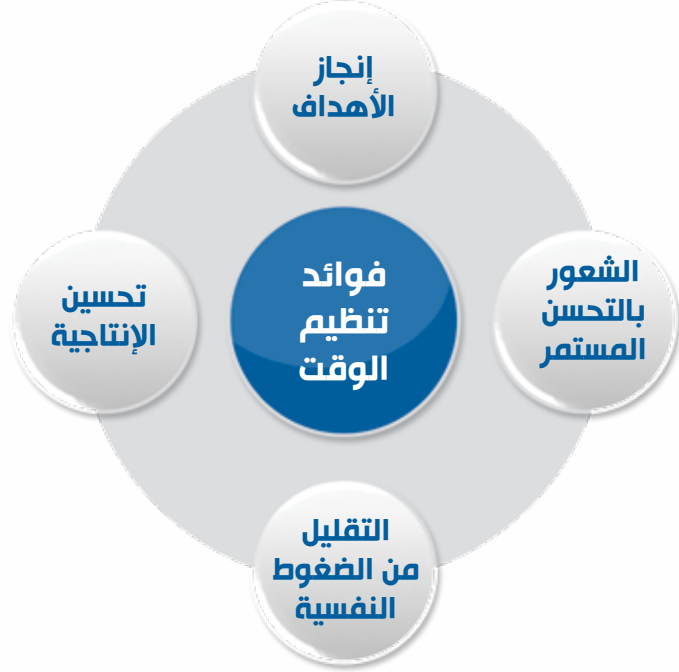 إنجاز
الأهداف
فوائد
تنظيم
الوقت
الشعور
بالتحسن
المستمر
تحسين
الإنتاجية
التقليل
من الضغوط
النفسية